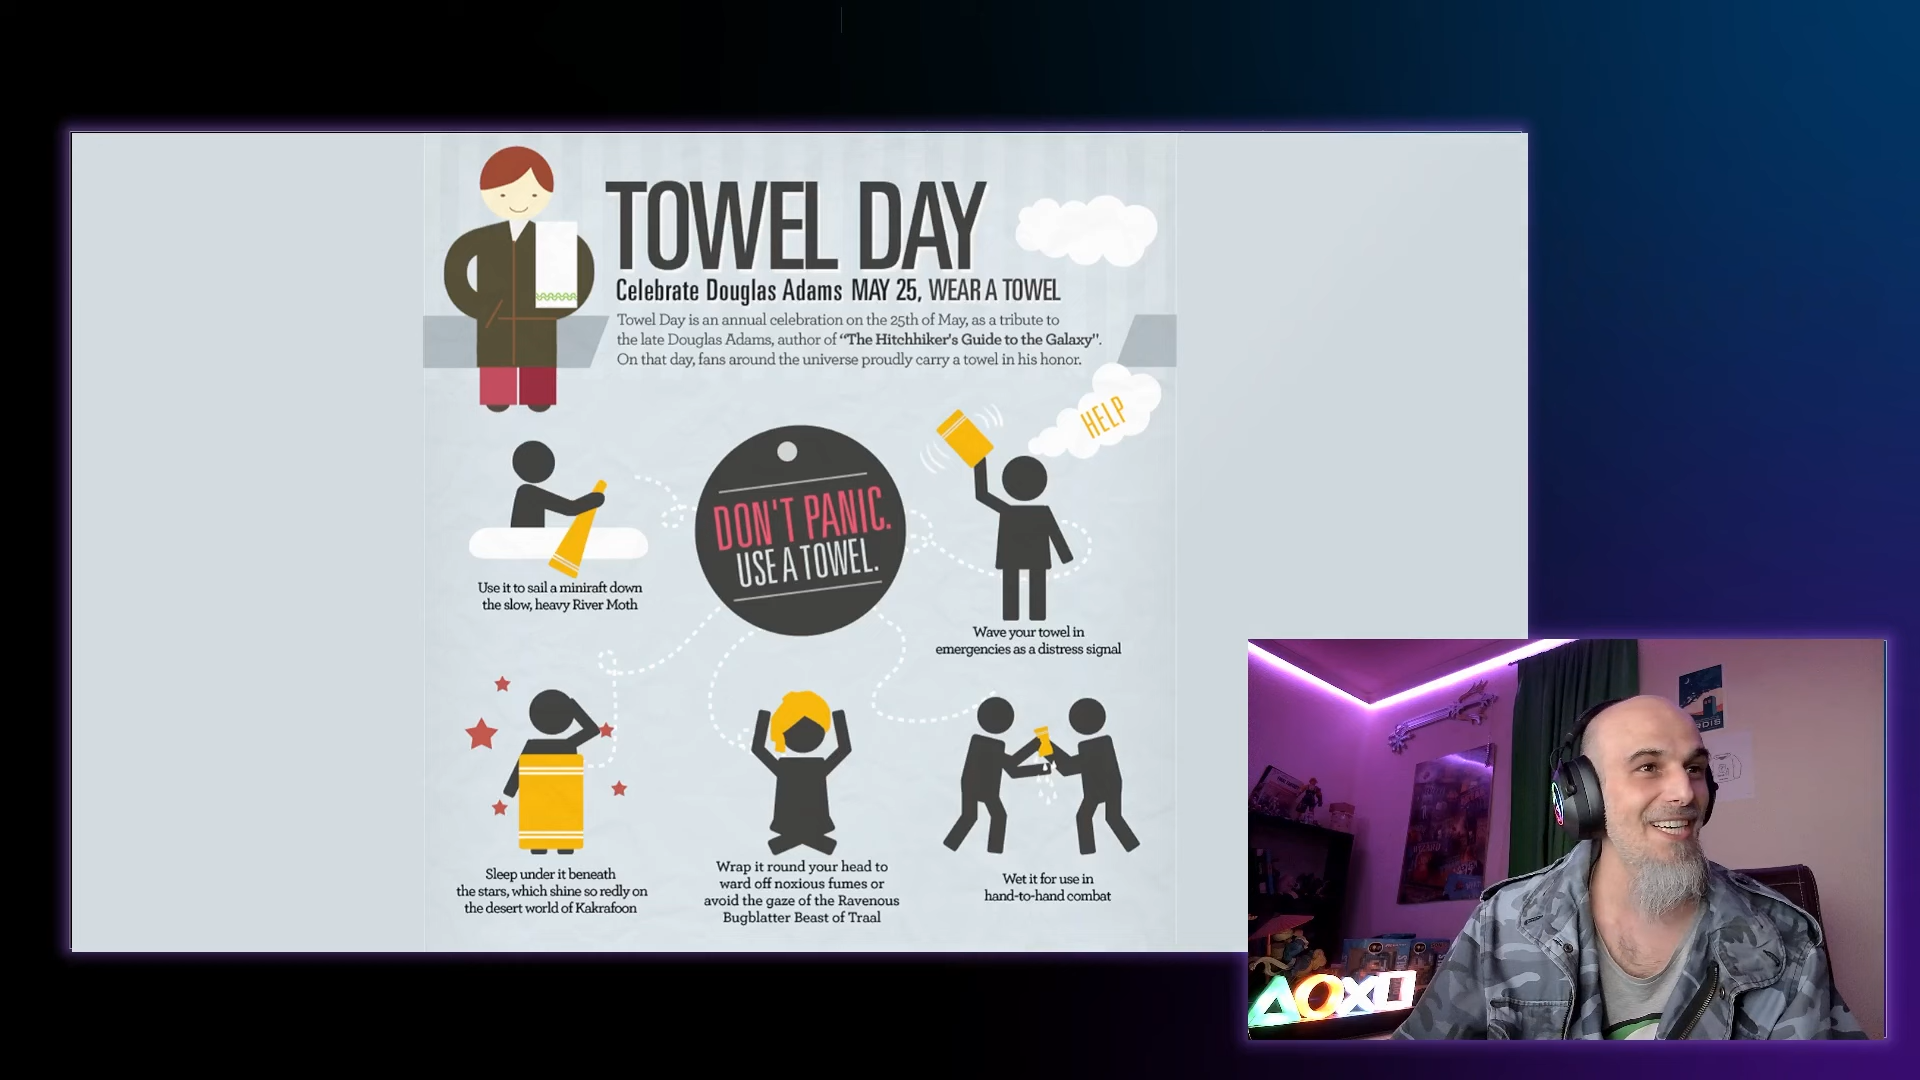 TOWEL DAY
Celebrate Douglas Adams MAY 25, WEAR A TOWEL
Towel Day is an annual celebration on the 25th of May, as a tribute to
the late Douglas Adams, author of “The Hitchhiker's Guide to the Galaxy”.
On that day, fans around the universe proudly carry a towel in his honor.
HELP
DON'T PANIC.
USE A TOWEL.
Use it to sail a miniraft down
the slow, heavy River Moth
Wave your towel in
emergencies as a distress signal
Sleep under it beneath
the stars, which shine so redly on
the desert world of Kakrafoon
Wrap it round your head to
ward off noxious fumes or
avoid the gaze of the Ravenous
Bugblatter Beast of Traal
Wet it for use in
hand-to-hand combat